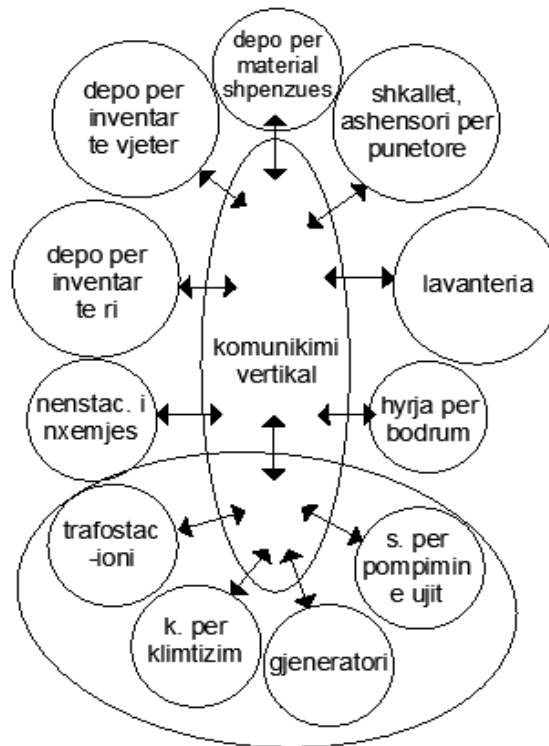 depo per
material
shpenzues
depo per
inventar
te vjeter
shkallet,
ashensori per
punetore
depo per
inventar
te ri
lavanteria
komunikimi
vertikal
nenstac. i
nxemjes
hyrja per
bodrum
trafostac
-ioni
s. per
pompimin
e ujit
k. per
klimtizim
gjeneratori